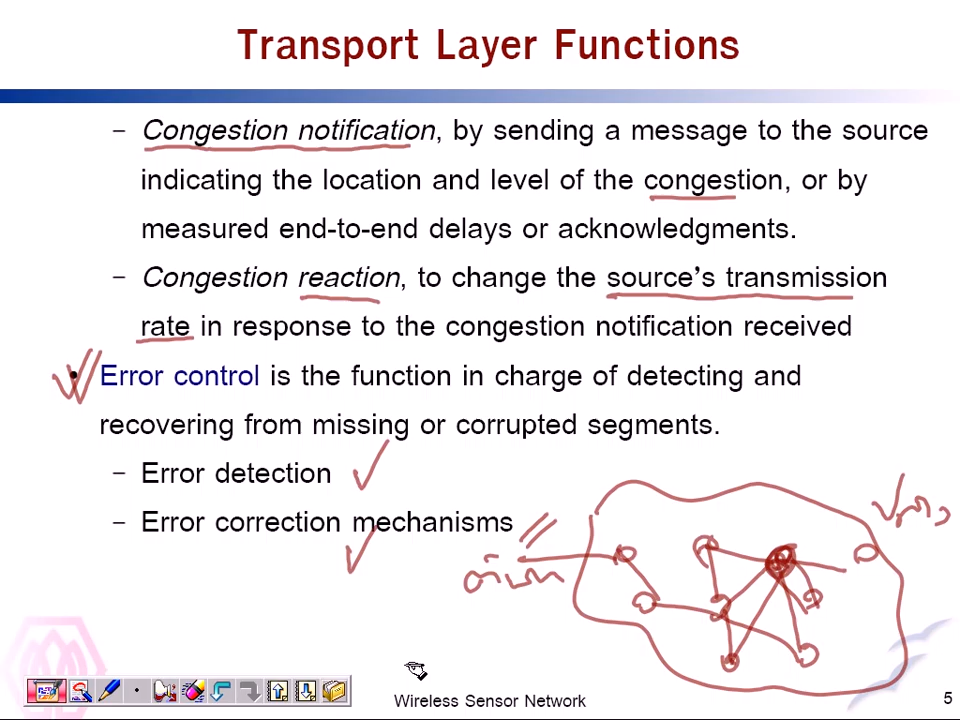 Transport Layer Functions
– Congestion notification, by sending a message to the source
indicating the location and level of the congestion, or by
measured end-to-end delays or acknowledgments.
– Congestion reaction, to change the source's transmission
rate in response to the congestion notification received
• Error control is the function in charge of detecting and
recovering from missing or corrupted segments.
– Error detection
– Error correction mechanisms
Wireless Sensor Network
5